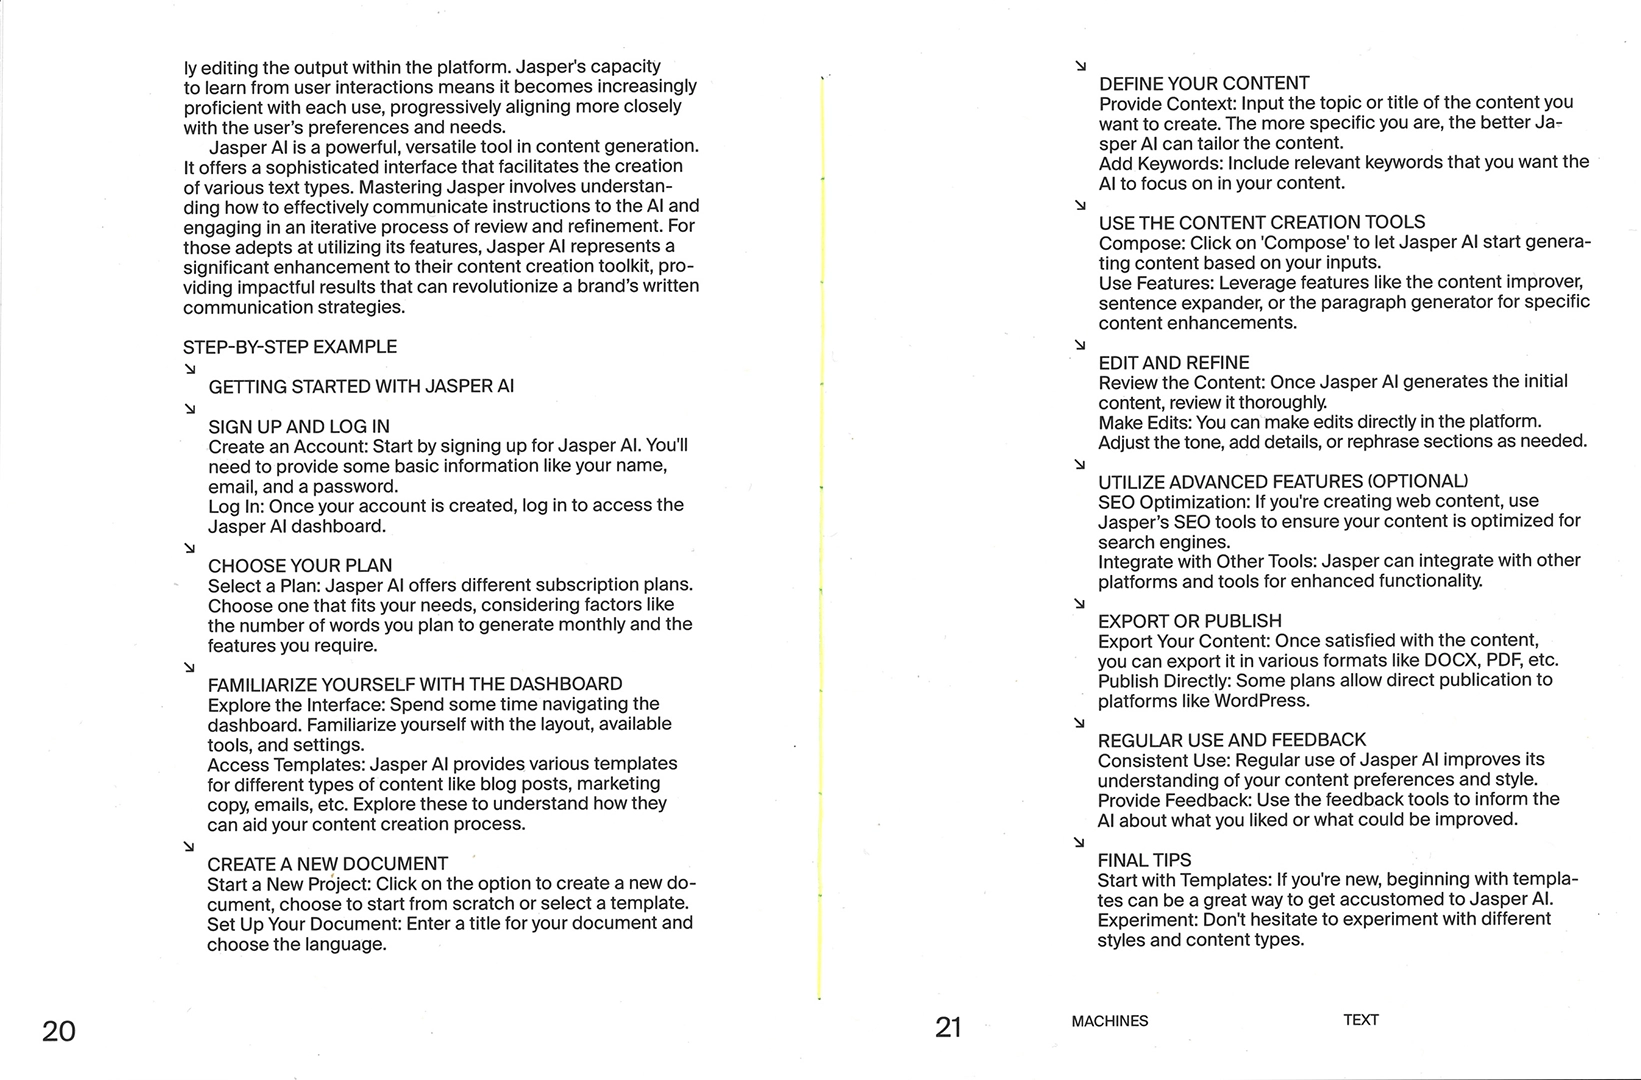 ly editing the output within the platform. Jasper's capacity
to learn from user interactions means it becomes increasingly
proficient with each use, progressively aligning more closely
with the user's preferences and needs.
Jasper AI is a powerful, versatile tool in content generation.
It offers a sophisticated interface that facilitates the creation
of various text types. Mastering Jasper involves understan-
ding how to effectively communicate instructions to the AI and
engaging in an iterative process of review and refinement. For
those adepts at utilizing its features, Jasper AI represents a
significant enhancement to their content creation toolkit, pro-
viding impactful results that can revolutionize a brand's written
communication strategies.
STEP-BY-STEP EXAMPLE
↘
GETTING STARTED WITH JASPER AI
↘
SIGN UP AND LOG IN
Create an Account: Start by signing up for Jasper AI. You'll
need to provide some basic information like your name,
email, and a password.
Log In: Once your account is created, log in to access the
Jasper AI dashboard.
↘
CHOOSE YOUR PLAN
Select a Plan: Jasper AI offers different subscription plans.
Choose one that fits your needs, considering factors like
the number of words you plan to generate monthly and the
features you require.
↘
FAMILIARIZE YOURSELF WITH THE DASHBOARD
Explore the Interface: Spend some time navigating the
dashboard. Familiarize yourself with the layout, available
tools, and settings.
Access Templates: Jasper AI provides various templates
for different types of content like blog posts, marketing
copy, emails, etc. Explore these to understand how they
can aid your content creation process.
↘
CREATE A NEW DOCUMENT
Start a New Project: Click on the option to create a new do-
cument, choose to start from scratch or select a template.
Set Up Your Document: Enter a title for your document and
choose the language.
20
↘
DEFINE YOUR CONTENT
Provide Context: Input the topic or title of the content you
want to create. The more specific you are, the better Ja-
sper AI can tailor the content.
Add Keywords: Include relevant keywords that you want the
AI to focus on in your content.
↘
USE THE CONTENT CREATION TOOLS
Compose: Click on 'Compose' to let Jasper AI start genera-
ting content based on your inputs.
Use Features: Leverage features like the content improver,
sentence expander, or the paragraph generator for specific
content enhancements.
↘
EDIT AND REFINE
Review the Content: Once Jasper AI generates the initial
content, review it thoroughly.
Make Edits: You can make edits directly in the platform.
Adjust the tone, add details, or rephrase sections as needed.
↘
UTILIZE ADVANCED FEATURES (OPTIONAL)
SEO Optimization: If you're creating web content, use
Jasper's SEO tools to ensure your content is optimized for
search engines.
Integrate with Other Tools: Jasper can integrate with other
platforms and tools for enhanced functionality.
↘
EXPORT OR PUBLISH
Export Your Content: Once satisfied with the content,
you can export it in various formats like DOCX, PDF, etc.
Publish Directly: Some plans allow direct publication to
platforms like WordPress.
↘
REGULAR USE AND FEEDBACK
Consistent Use: Regular use of Jasper AI improves its
understanding of your content preferences and style.
Provide Feedback: Use the feedback tools to inform the
AI about what you liked or what could be improved.
↘
FINAL TIPS
Start with Templates: If you're new, beginning with templa-
tes can be a great way to get accustomed to Jasper AI.
Experiment: Don't hesitate to experiment with different
styles and content types.
21
MACHINES
TEXT